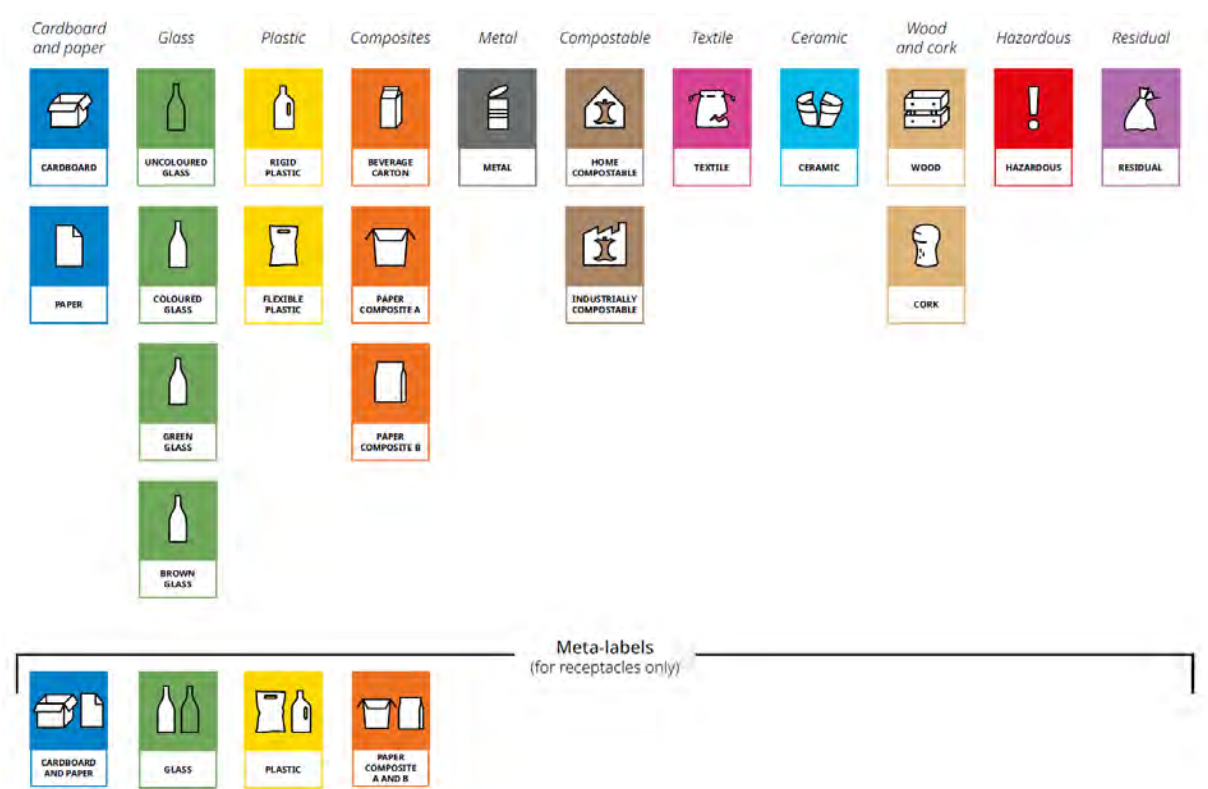 Cardboard
and paper
Glass
Plastic
Composites
Metal
Compostable
Textile
Ceramic
Wood
and cork
Hazardous
Residual
CARDBOARD
UNCOLOURED
GLASS
RIGID
PLASTIC
BEVERAGE
CARTON
METAL
HOME
COMPOSTABLE
TEXTILE
CERAMIC
WOOD
HAZARDOUS
RESIDUAL
PAPER
COLOURED
GLASS
FLEXIBLE
PLASTIC
PAPER
COMPOSITE A
INDUSTRIALLY
COMPOSTABLE
CORK
GREEN
GLASS
PAPER
COMPOSITE B
BROWN
GLASS
Meta-labels
(for receptacles only)
CARDBOARD
AND PAPER
GLASS
PLASTIC
PAPER
COMPOSITE
A AND B